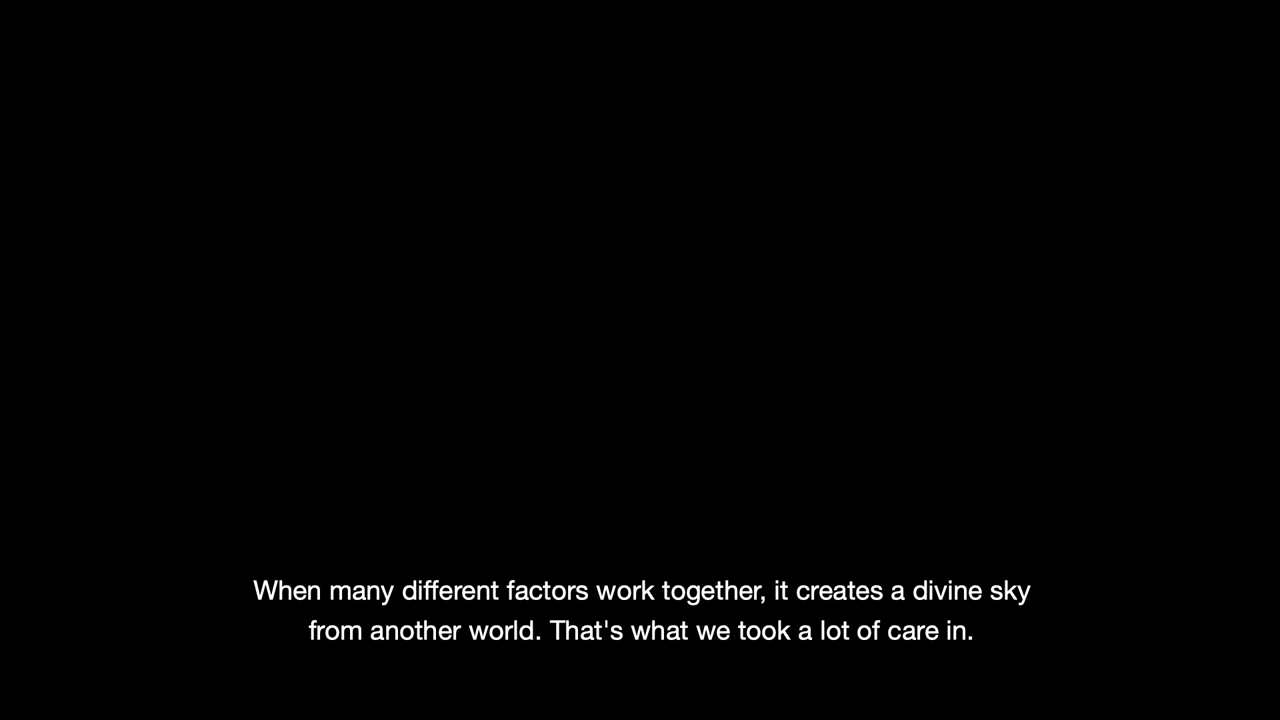 When many different factors work together, it creates a divine sky
from another world. That's what we took a lot of care in.